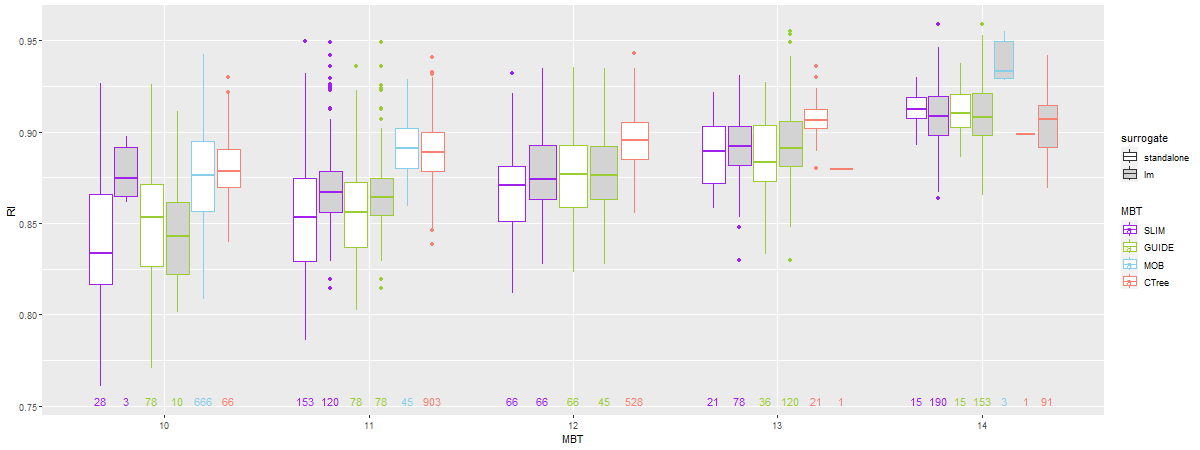 0.95
0.90
0.85
0.80
0.75
RI
28 3 78 10 666 66 153 120 78 78 45 903 66 66 66 45 528 21 78 36 120 21 1 15 190 15 153 3 1 91
10 11 12 13 14
MBT
surrogate
standalone
lm
MBT
SLIM
GUIDE
MOB
CTree